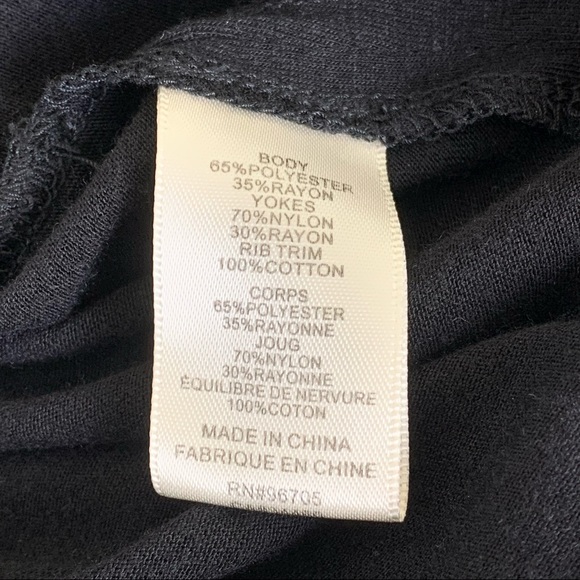 BODY
65%POLYESTER
35%RAYON
YOKES
70%NYLON
30%RAYON
RIB TRIM
100%COTTON
CORPS
65%POLYESTER
35%RAYONNE
JOUG
70%NYLON
30%RAYONNE
ÉQUILIBRE DE NERVURE
100%COTON
MADE IN CHINA
FABRIQUE EN CHINE
RN#96705